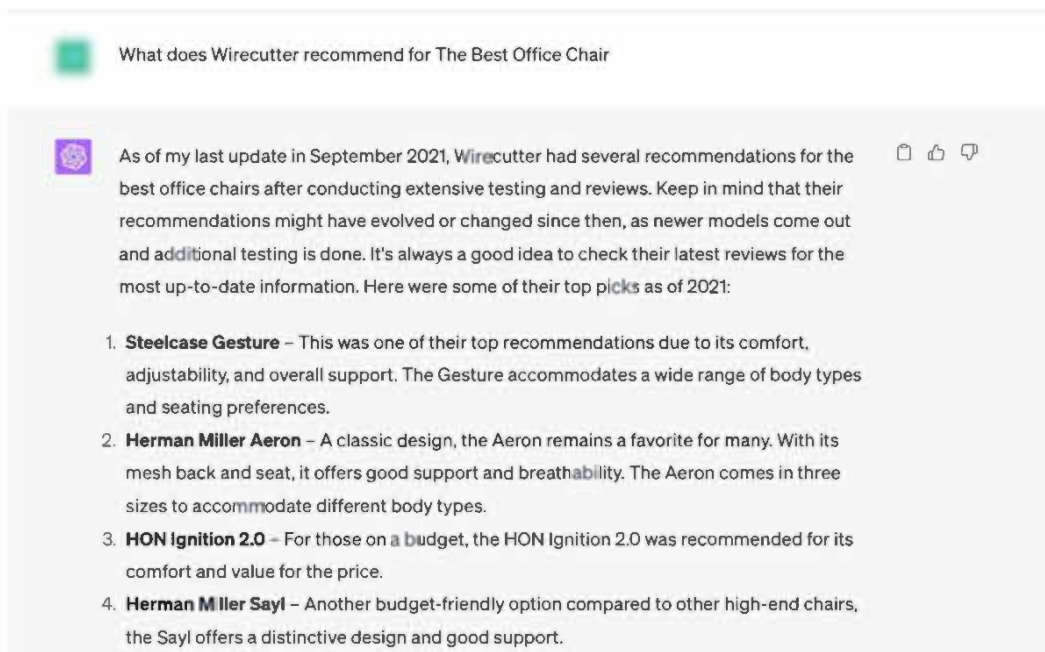 What does Wirecutter recommend for The Best Office Chair
As of my last update in September 2021, Wirecutter had several recommendations for the
best office chairs after conducting extensive testing and reviews. Keep in mind that their
recommendations might have evolved or changed since then, as newer models come out
and additional testing is done. It's always a good idea to check their latest reviews for the
most up-to-date information. Here were some of their top picks as of 2021:
1. Steelcase Gesture – This was one of their top recommendations due to its comfort,
adjustability, and overall support. The Gesture accommodates a wide range of body types
and seating preferences.
2. Herman Miller Aeron – A classic design, the Aeron remains a favorite for many. With its
mesh back and seat, it offers good support and breathability. The Aeron comes in three
sizes to accommodate different body types.
3. HON Ignition 2.0 – For those on a budget, the HON Ignition 2.0 was recommended for its
comfort and value for the price.
4. Herman Miller Sayl – Another budget-friendly option compared to other high-end chairs,
the Sayl offers a distinctive design and good support.